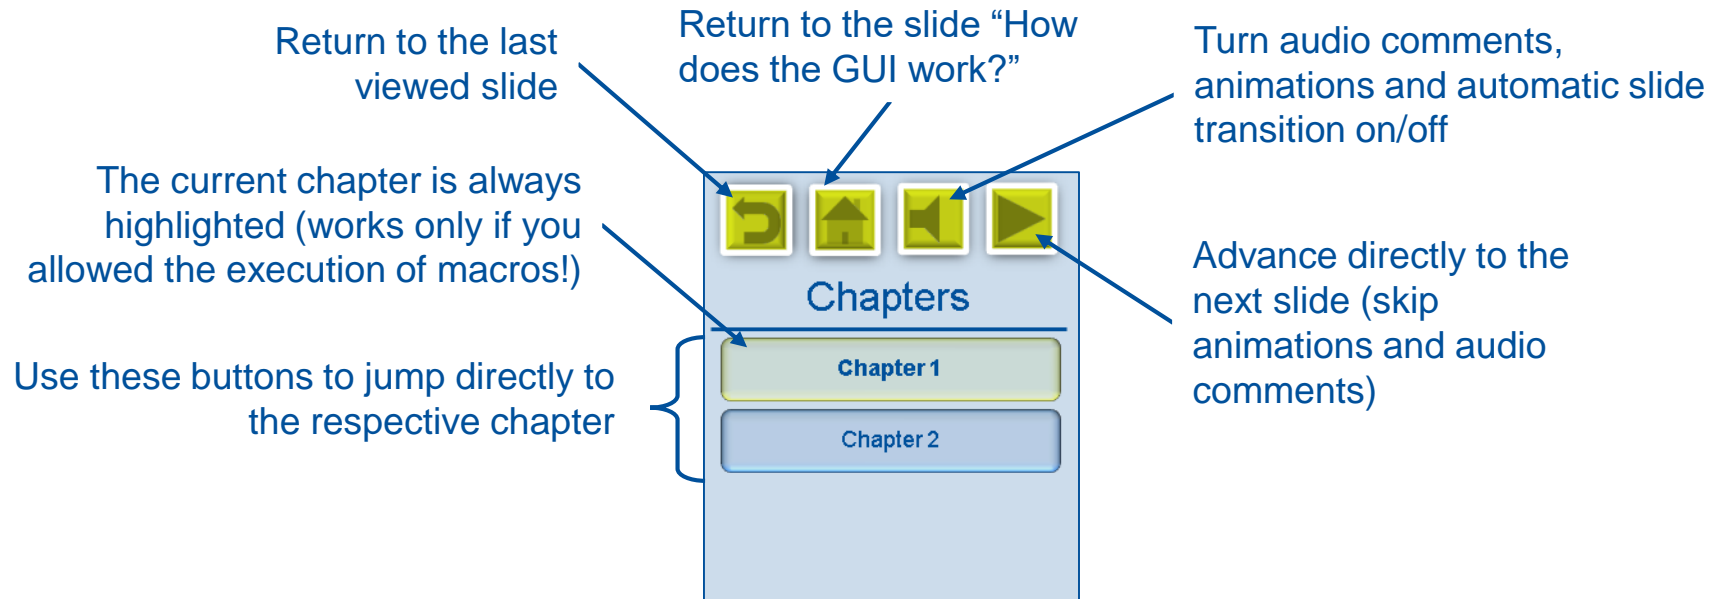 Return to the last
viewed slide
Return to the slide “How
does the GUI work?”
Turn audio comments,
animations and automatic slide
transition on/off
The current chapter is always
highlighted (works only if you
allowed the execution of macros!)
Advance directly to the
next slide (skip
animations and audio
comments)
Use these buttons to jump directly to
the respective chapter
Chapters
Chapter 1
Chapter 2